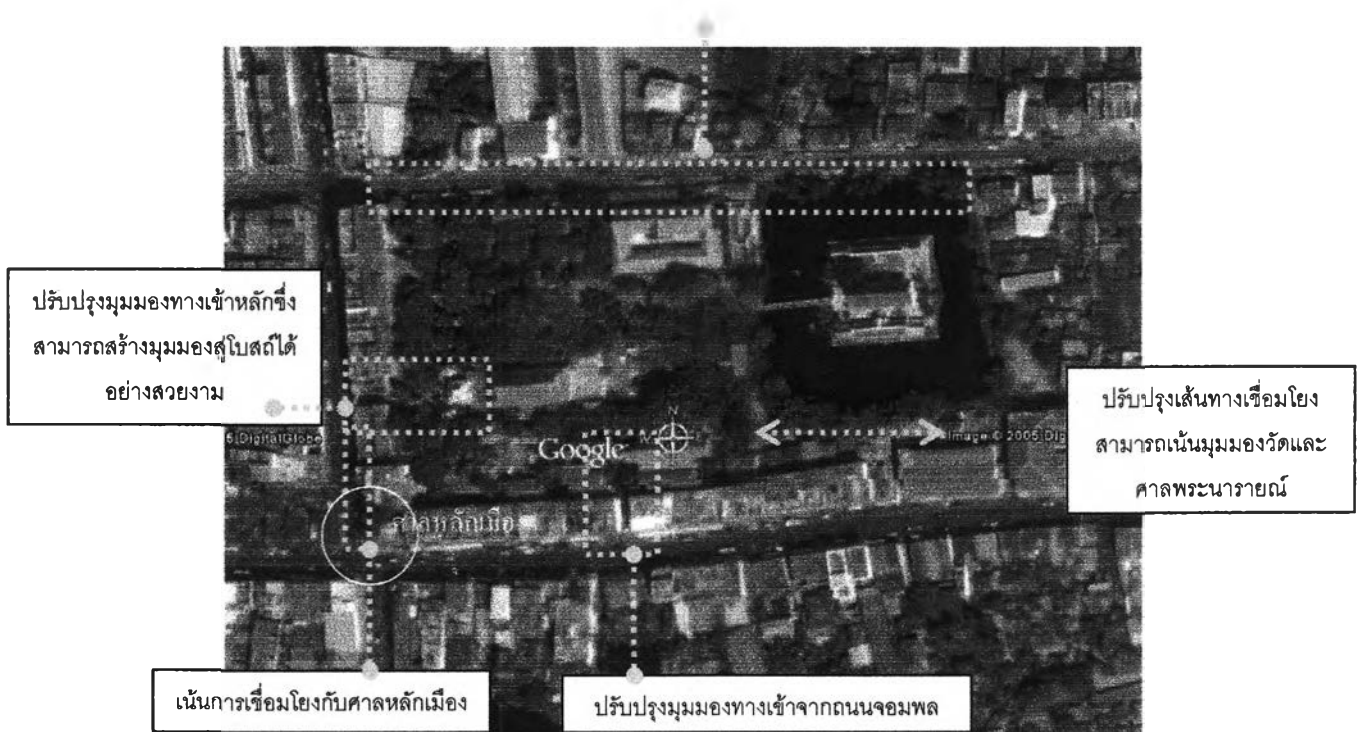 ปรับปรุงมุมมองทางเข้าหลักซึ่ง
สามารถสร้างมุมมองสู่โบสถ์ได้
อย่างสวยงาม
ปรับปรุงเส้นทางเชื่อมโยง
สามารถเน้นมุมมองวัดและ
ศาลพระนารายณ์
DigitalGlobe
Google
N
Image © 2005 Dig
ศาลหลักเมือ
เน้นการเชื่อมโยงกับศาลหลักเมือง
ปรับปรุงมุมมองทางเข้าจากถนนจอมพล